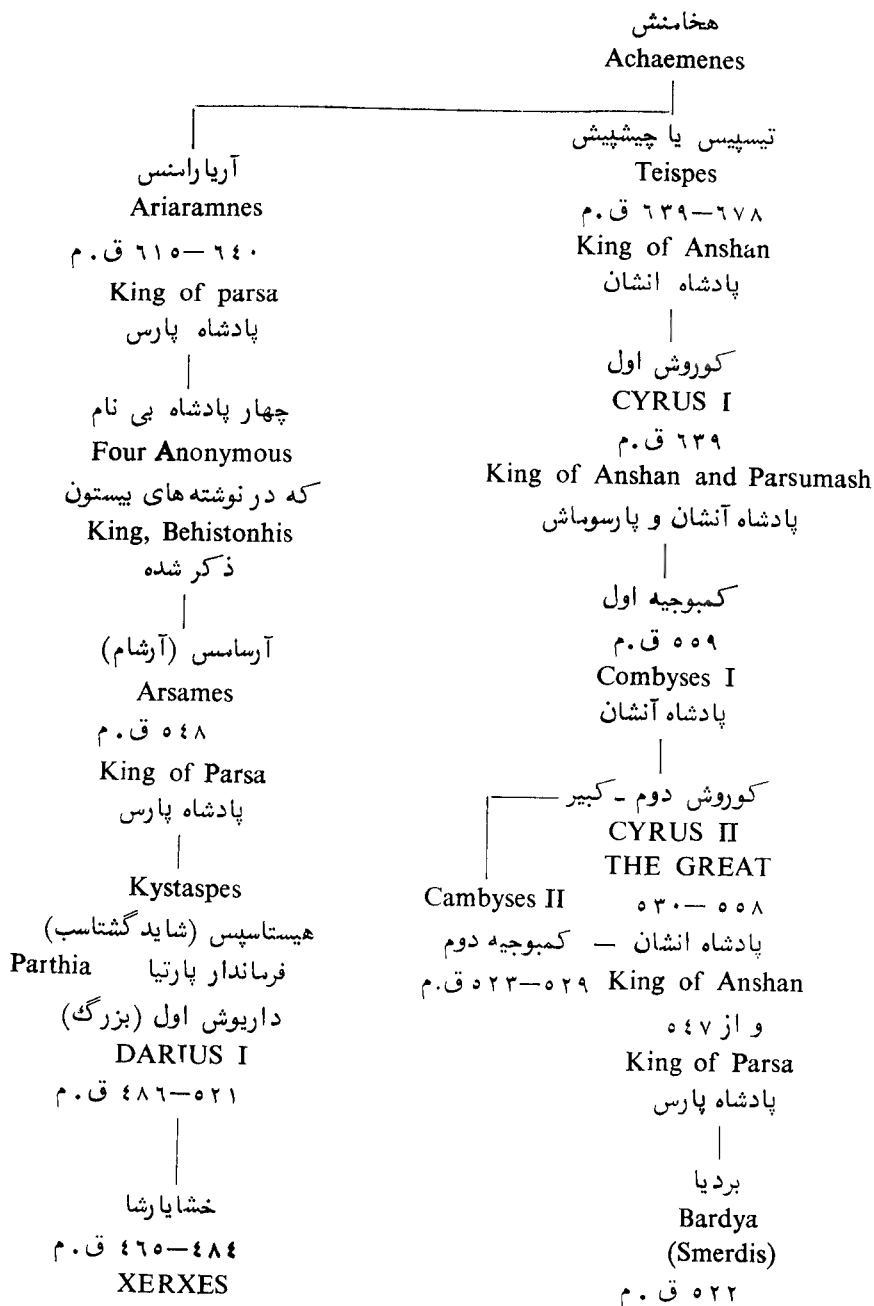 هخامنش
Achaemenes
تیسپیس یا چیشپیش
Teispes
٦٧٨—٦٣٩ ق.م
King of Anshan
پادشاه انشان
کوروش اول
CYRUS I
٦٣٩ ق.م
King of Anshan and Parsumash
پادشاه آنشان و پارسوماش
کمبوجیه اول
٥٥٩ ق.م
Combyses I
پادشاه آنشان
کوروش دوم - کبیر
CYRUS II
THE GREAT
٥٥٨ —٥٣٠
Cambyses II
پادشاه انشان — کمبوجیه دوم
King of Anshan ٥٢٩—٥٢٣ ق.م
و از ٥٤٧
King of Parsa
پادشاه پارس
بردیا
Bardya
(Smerdis)
٥٢٢ ق.م
آریارامنس
Ariaramnes
٦٤٠—٦١٥ ق.م
King of parsa
پادشاه پارس
چهار پادشاه بی نام
Four Anonymous
که در نوشته های بیستون
King, Behistonhis
ذکر شده
آرسامس (آرشام)
Arsames
٥٤٨ ق.م
King of Parsa
پادشاه پارس
Kystaspes
هیستاسپس (شاید گشتاسب)
فرماندار پارتیا Parthia
داریوش اول (بزرگ)
DARIUS I
٥٢١—٤٨٦ ق.م
خشایارشا
٤٨٤—٤٦٥ ق.م
XERXES